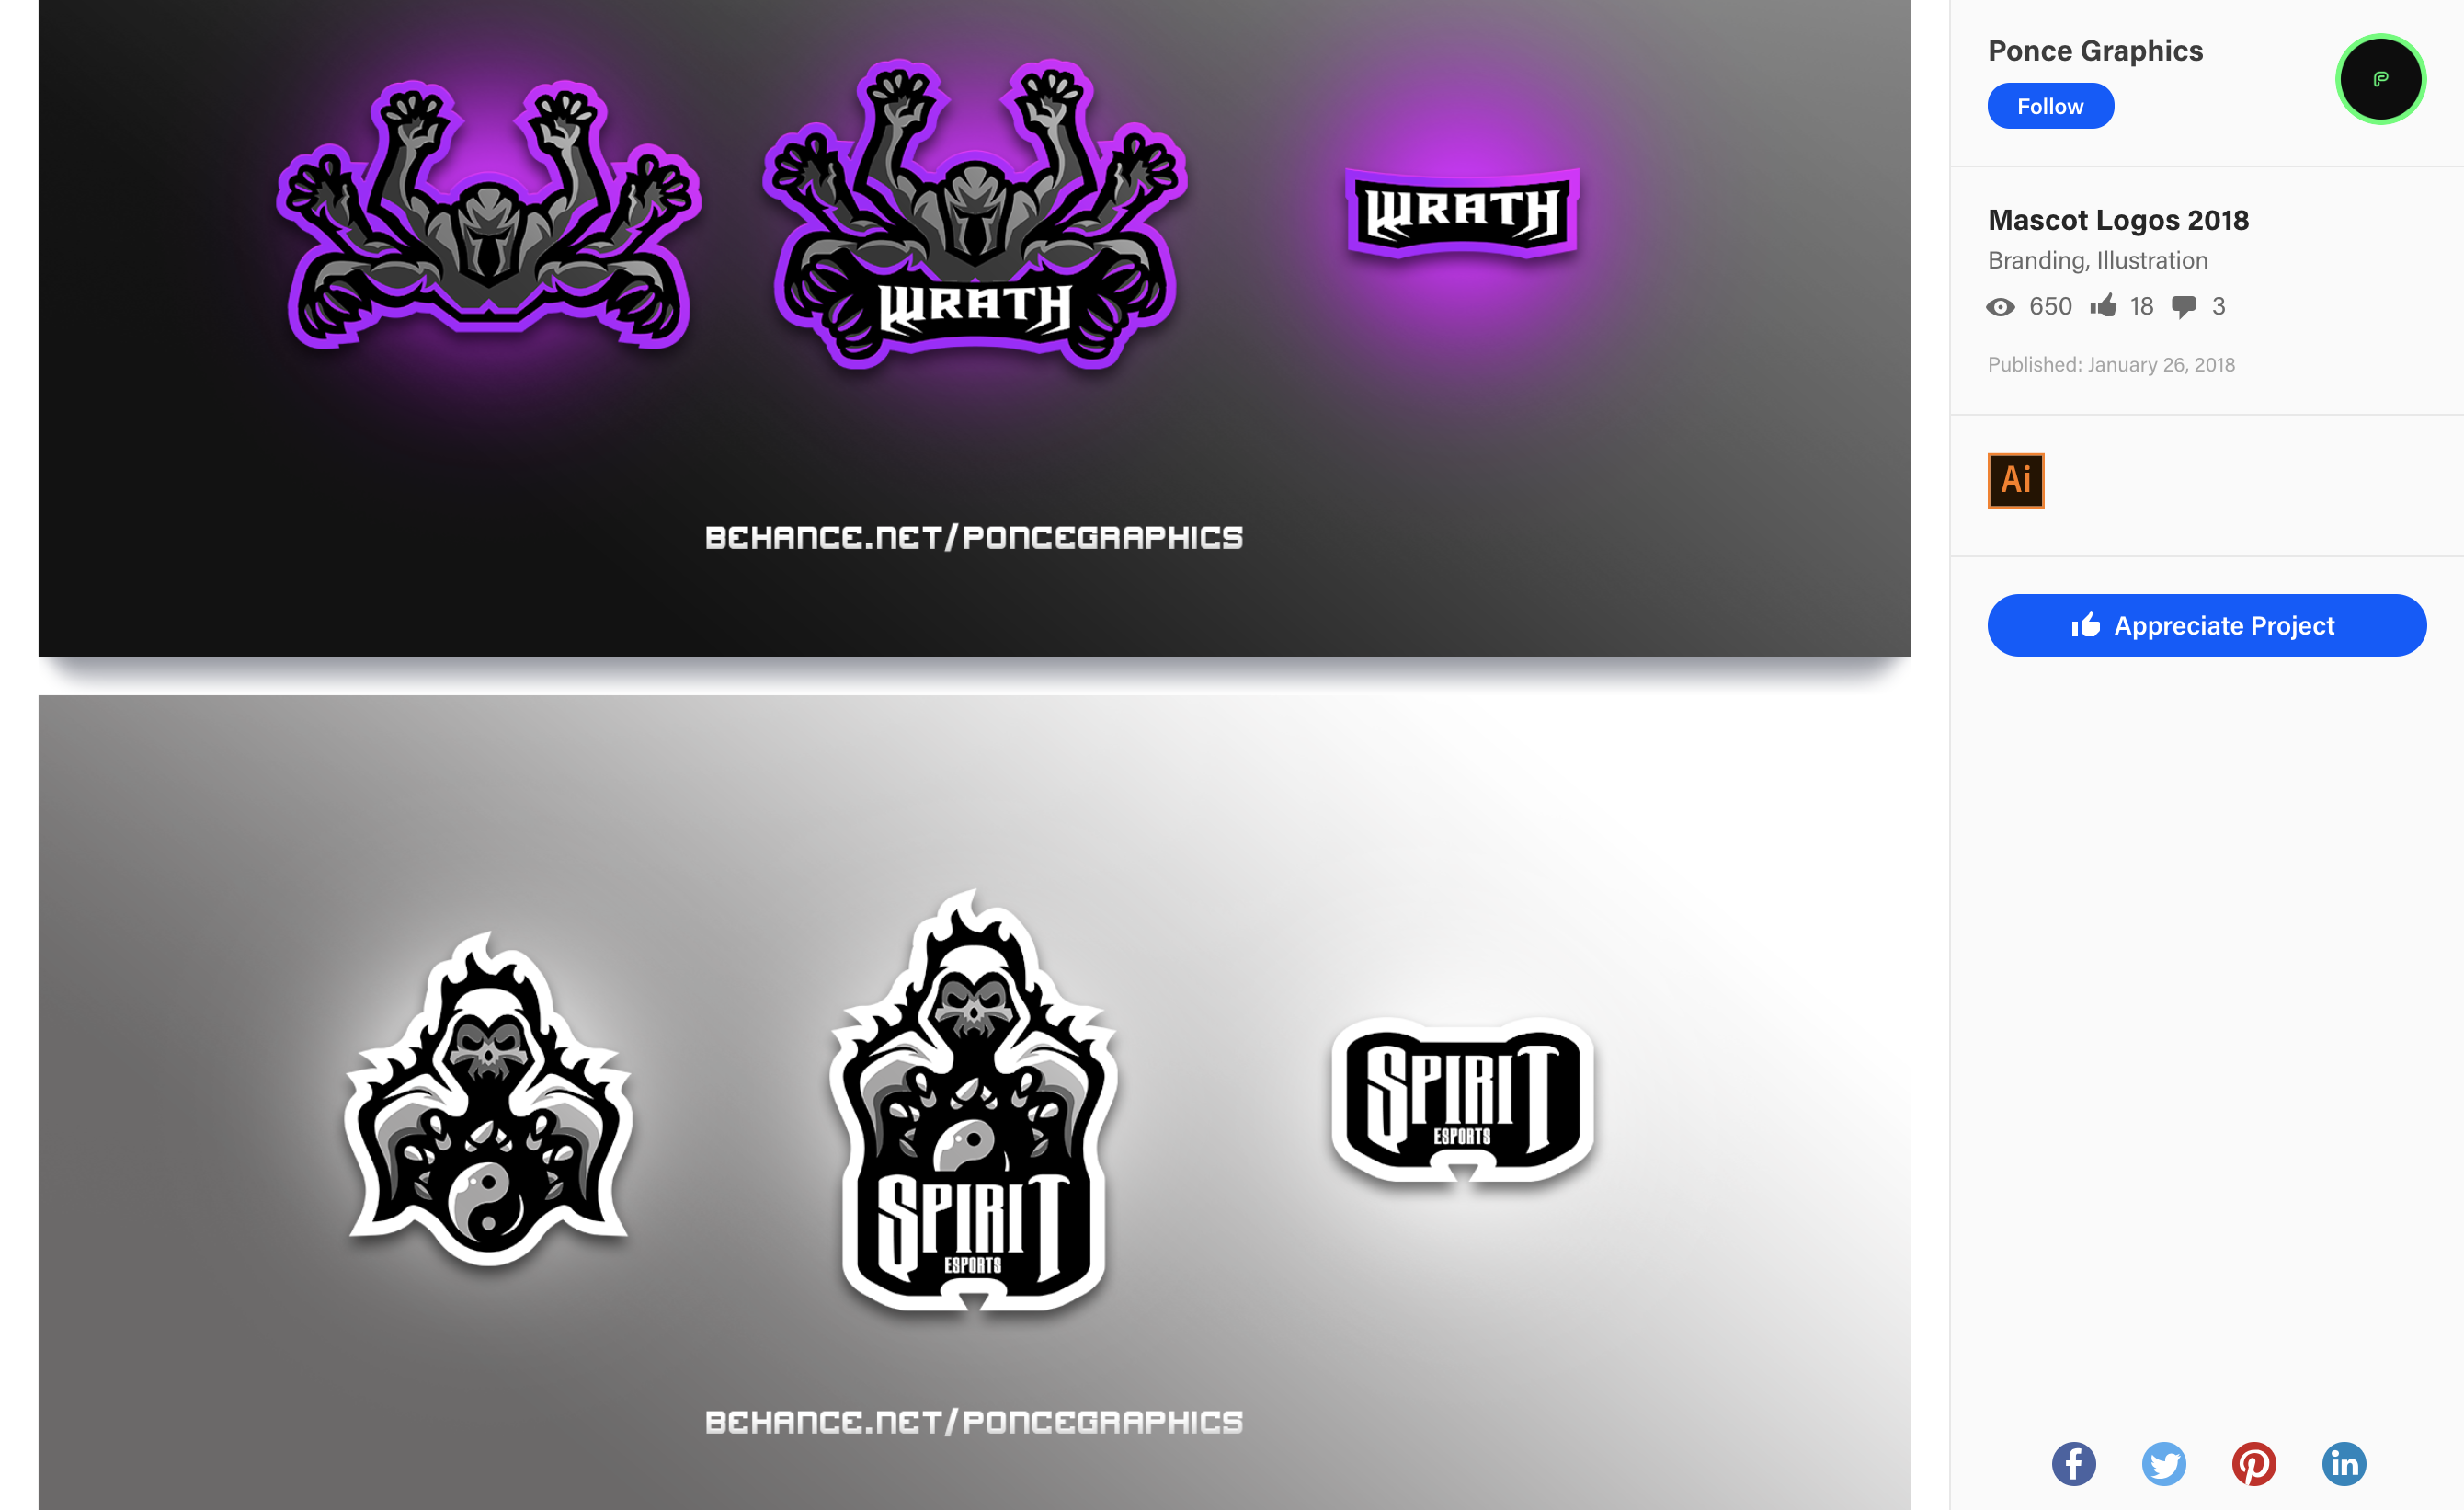 WRATH
WRATH
BEHANCE.NET/PONCEGRAPHICS
SPIRIT
ESPORTS
SPIRIT
ESPORTS
BEHANCE.NET/PONCEGRAPHICS
Ponce Graphics
Follow
Mascot Logos 2018
Branding, Illustration
650 18 3
Published: January 26, 2018
Ai
Appreciate Project